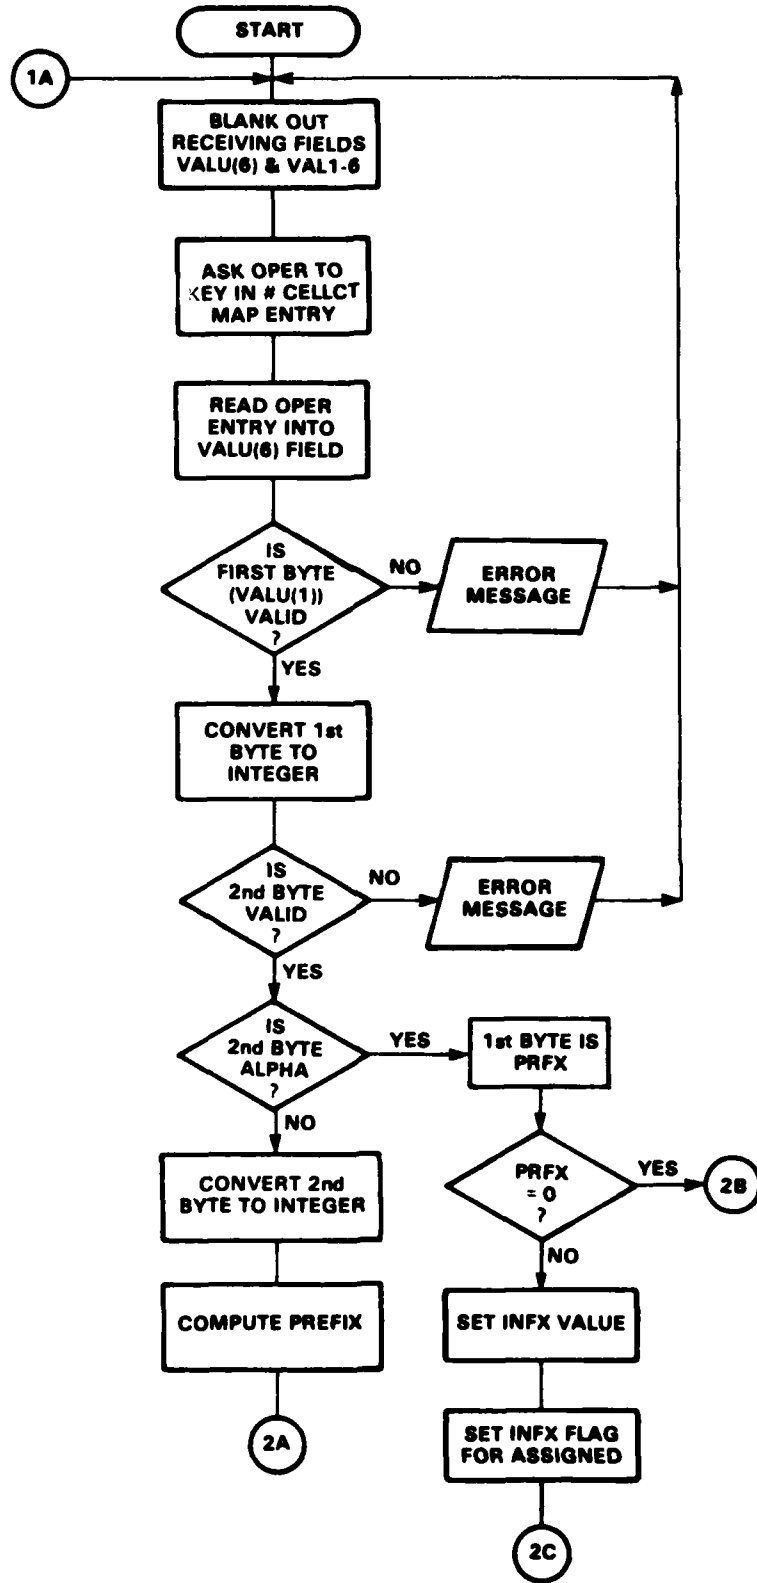 START
1A
BLANK OUT
RECEIVING FIELDS
VALU(6) & VAL1-6
ASK OPER TO
KEY IN # CELLCT
MAP ENTRY
READ OPER
ENTRY INTO
VALU(6) FIELD
IS
FIRST BYTE
(VALU(1))
VALID
?
NO
ERROR
MESSAGE
YES
CONVERT 1st
BYTE TO
INTEGER
IS
2nd BYTE
VALID
?
NO
ERROR
MESSAGE
YES
IS
2nd BYTE
ALPHA
?
YES
1st BYTE IS
PRFX
NO
PRFX
= 0
?
YES
2B
CONVERT 2nd
BYTE TO INTEGER
NO
COMPUTE PREFIX
SET INFX VALUE
2A
SET INFX FLAG
FOR ASSIGNED
2C